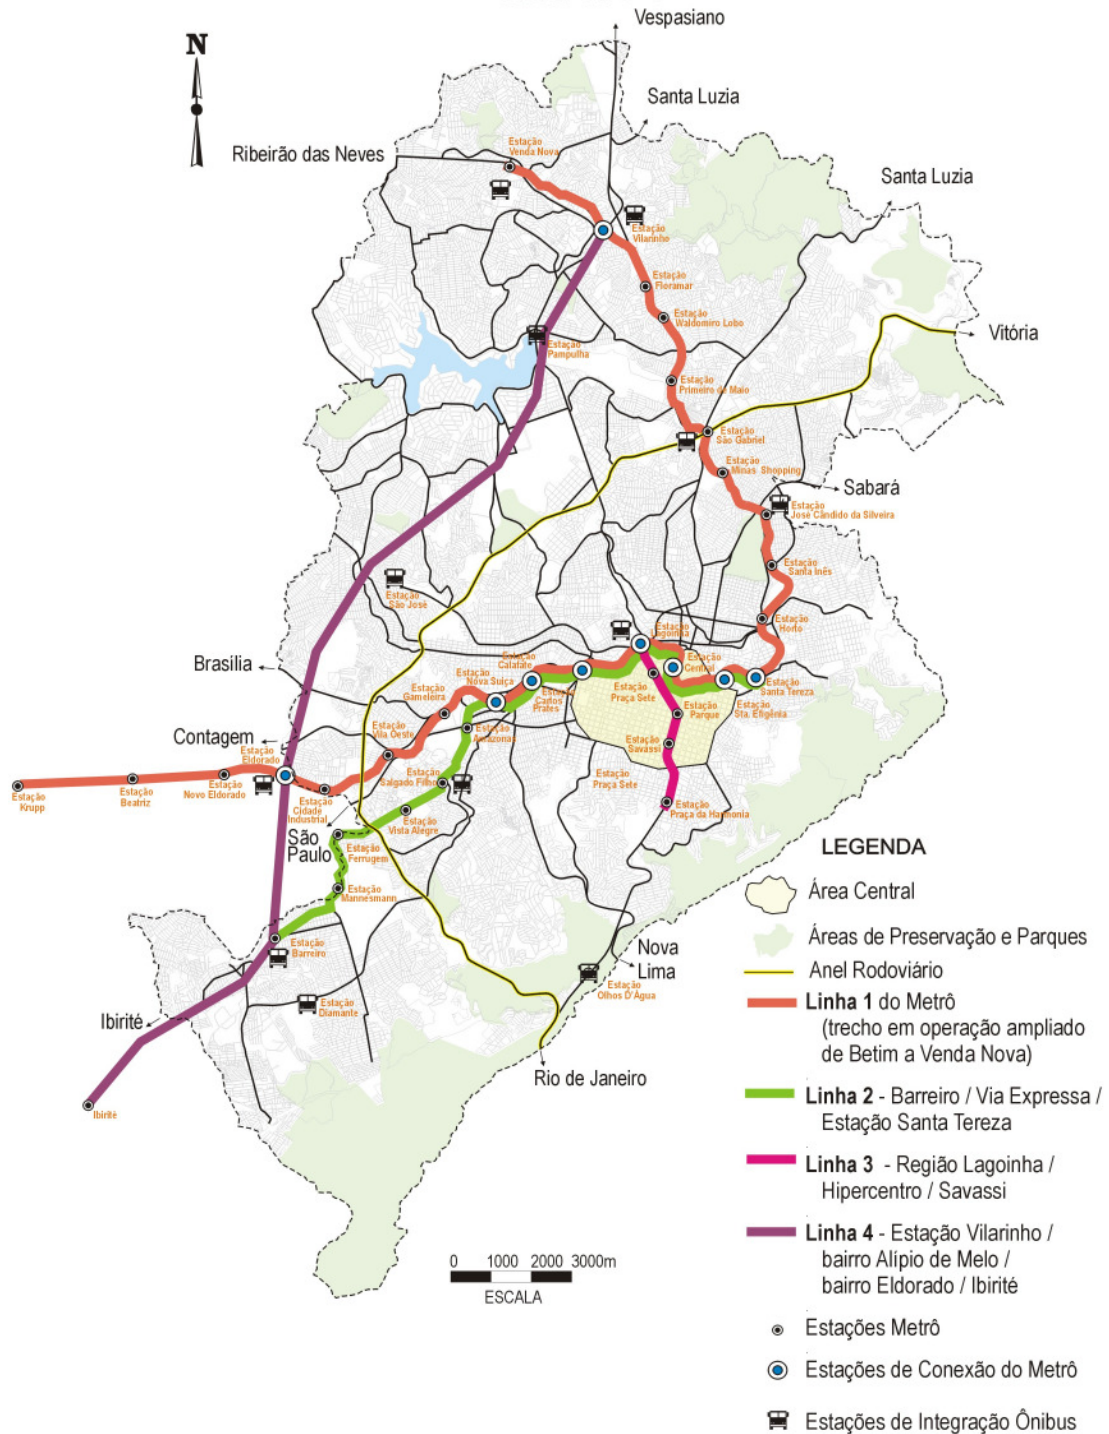 Vespasiano
N
Santa Luzia
Estação
Venda Nova
Ribeirão das Neves
Santa Luzia
Estação
Vilarinho
Estação
Floramar
Estação
Waldomiro Lobo
Vitória
Estação
Pampulha
Estação
Primeiro de Maio
Estação
São Gabriel
Estação
Minas Shopping
Sabará
Estação
José Cândido da Silveira
Estação
Santa Inês
Estação
São José
Estação
Horto
Estação
Lagoinha
Estação
Central
Estação
Calafate
Brasilia
Estação
Nova Suiça
Estação
Santa Tereza
Estação
Praça Sete
Estação
Carlos
Prates
Estação
Gameleira
Estação
Sta. Efigênia
Estação
Parque
Estação
Vila Oeste
Estação
Amazonas
Contagem
Estação
Eldorado
Estação
Savassi
Estação
Krupp
Estação
Beatriz
Estação
Novo Eldorado
Estação
Salgado Filho
Estação
Praça Sete
Estação
Cidade
Industrial
Estação
Praça da Harmonia
Estação
Vista Alegre
São
Paulo
Estação
Ferrugem
Estação
Mannesmann
Estação
Barreiro
Nova
Lima
Estação
Olhos D'Água
Estação
Diamante
Ibirité
Rio de Janeiro
Ibirité
LEGENDA
Área Central
Áreas de Preservação e Parques
Anel Rodoviário
Linha 1 do Metrô
(trecho em operação ampliado
de Betim a Venda Nova)
Linha 2 - Barreiro / Via Expressa /
Estação Santa Tereza
Linha 3 - Região Lagoinha /
Hipercentro / Savassi
Linha 4 - Estação Vilarinho /
bairro Alípio de Melo /
bairro Eldorado / Ibirité
Estações Metrô
Estações de Conexão do Metrô
Estações de Integração Ônibus
0 1000 2000 3000m
ESCALA